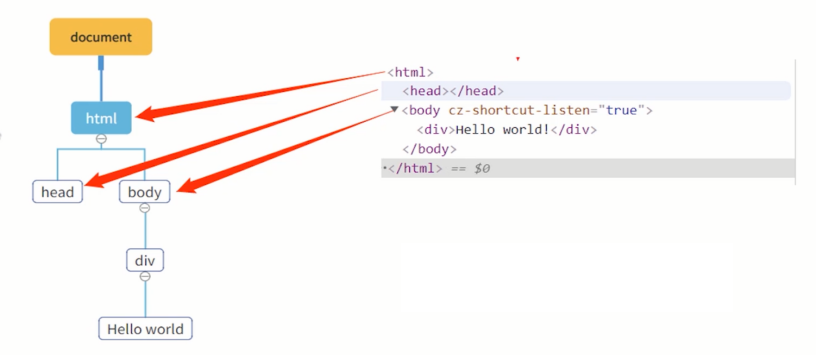 document
html
head
body
div
Hello world
<html>
<head></head>
▼<body cz-shortcut-listen="true">
<div>Hello world!</div>
</body>
</html> == $0